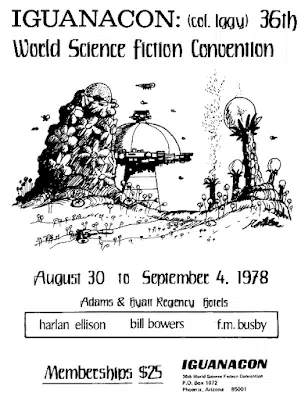 IGUANACON: (col. Iggy) 36th
World Science Fiction Convention
August 30 to September 4, 1978
Adams & Hyatt Regency Hotels
harlan ellison bill bowers f.m. busby
Memberships $25
IGUANACON
36th World Science Fiction Convention
P.O. Box 1072
Phoenix, Arizona 85001